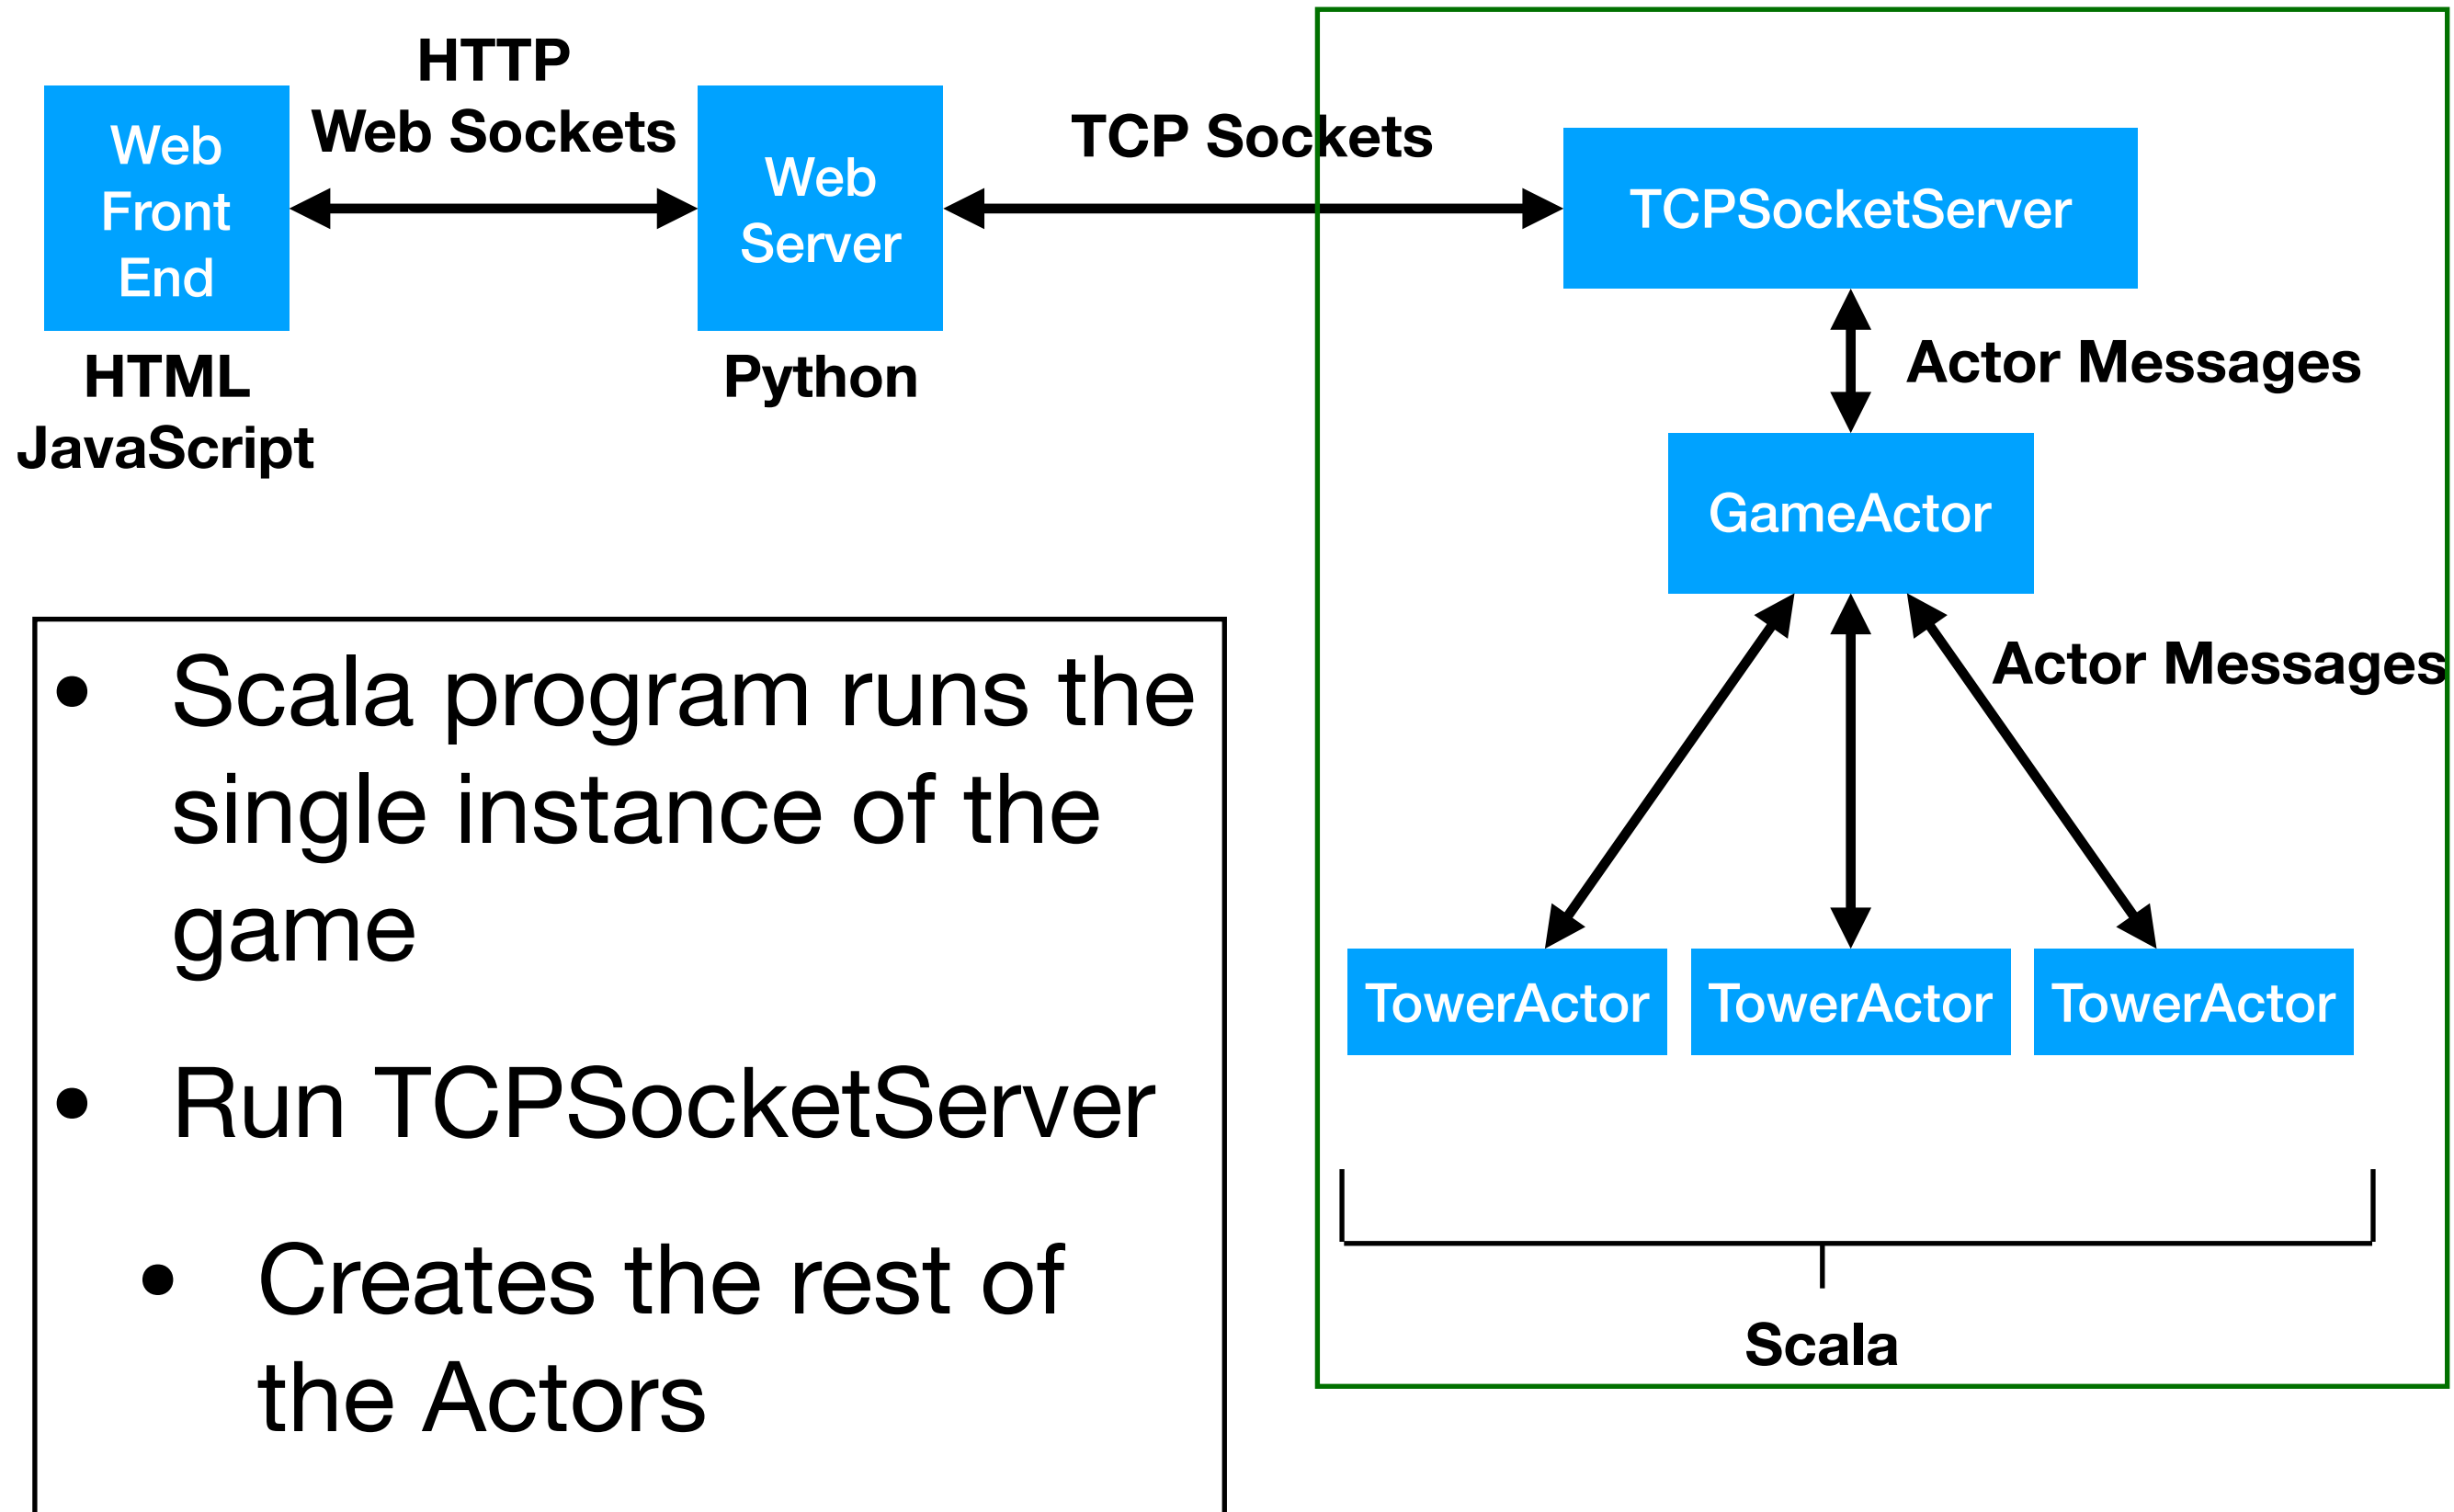 HTTP
Web Sockets
Web
Front
End
HTML
JavaScript
Web
Server
Python
TCP Sockets
TCPSocketServer
Actor Messages
GameActor
Actor Messages
TowerActor
TowerActor
TowerActor
Scala
• Scala program runs the
single instance of the
game
• Run TCPSocketServer
• Creates the rest of
the Actors